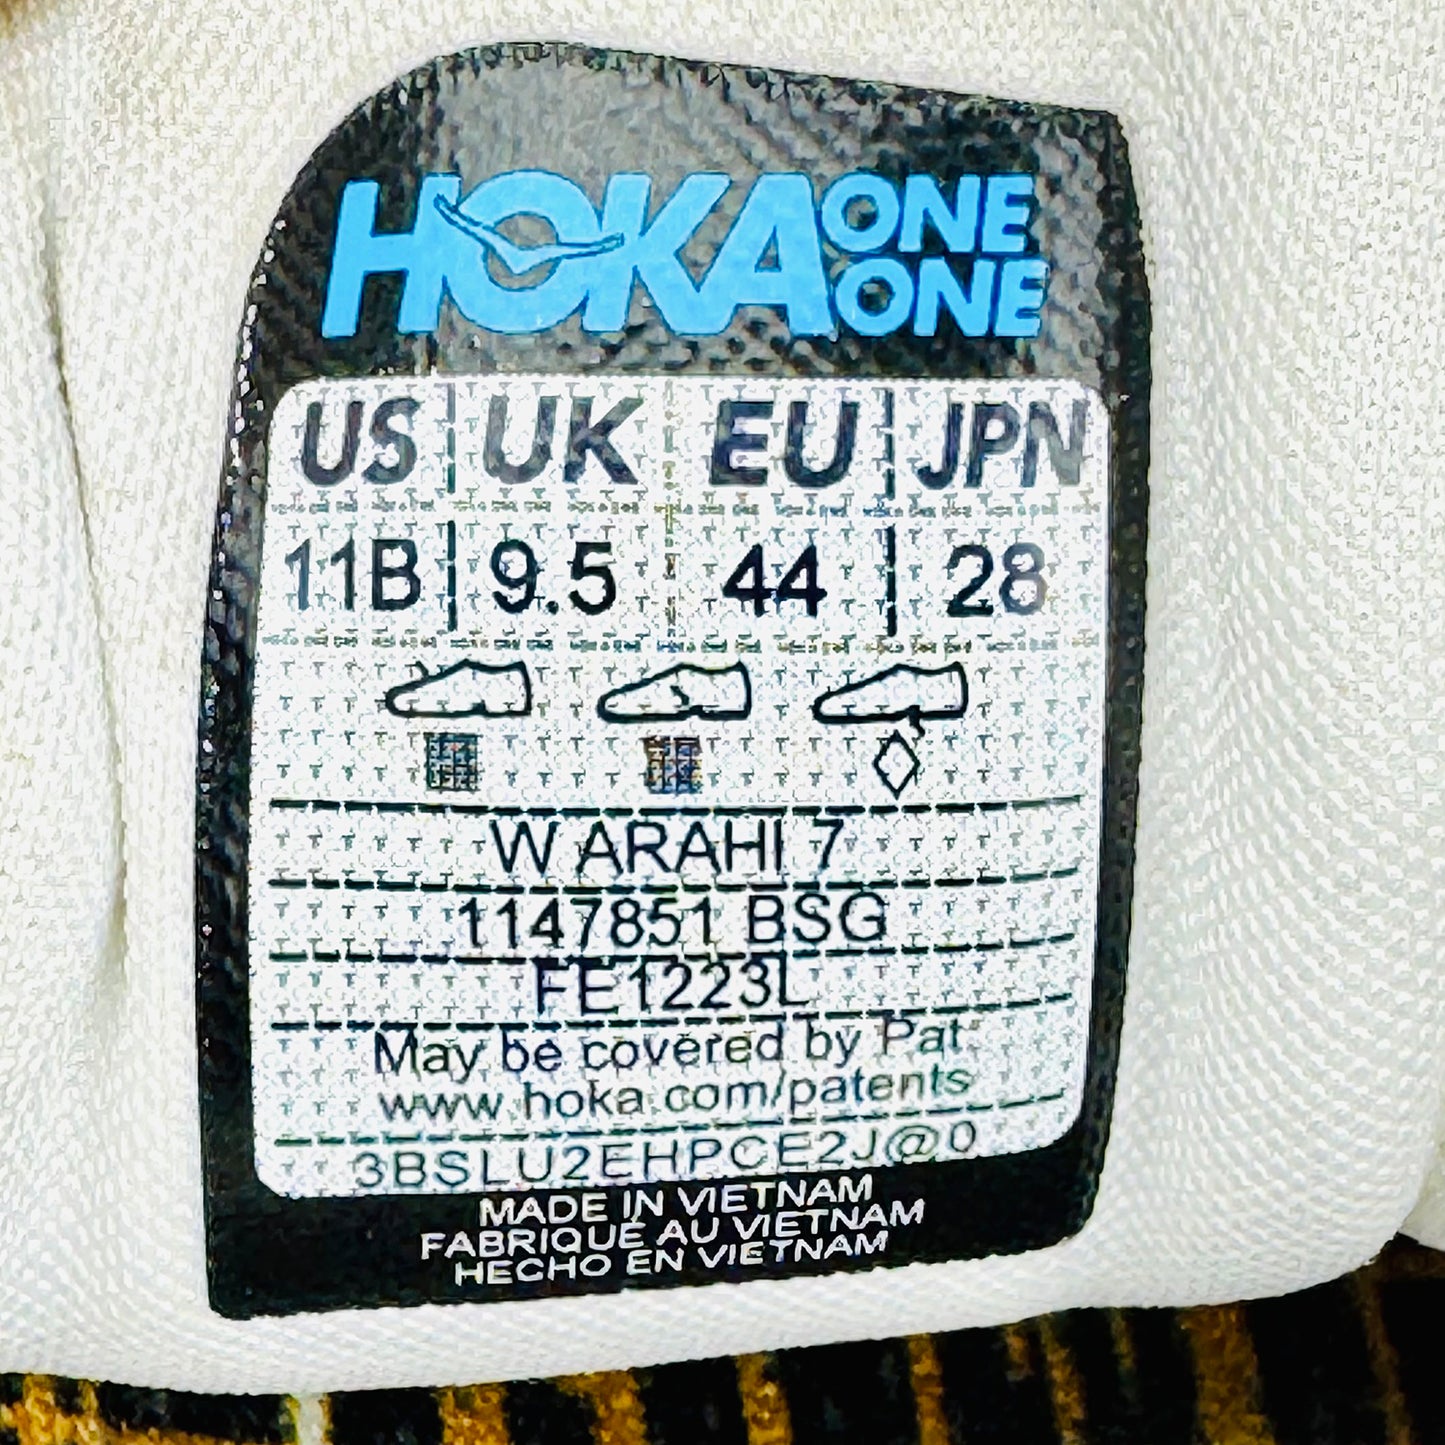 HOKA ONE ONE
US UK EU JPN
11B 9.5 44 28
W ARAHI 7
1147851 BSG
FE1223L
May be covered by Pat.
www.hoka.com/patents
3BSLU2EHPCE2J@0
MADE IN VIETNAM
FABRIQUÉ AU VIETNAM
HECHO EN VIETNAM